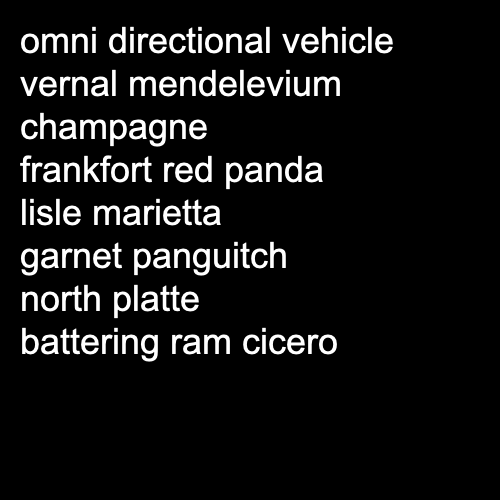 omni directional vehicle
vernal mendelevium
champagne
frankfort red panda
lisle marietta
garnet panguitch
north platte
battering ram cicero